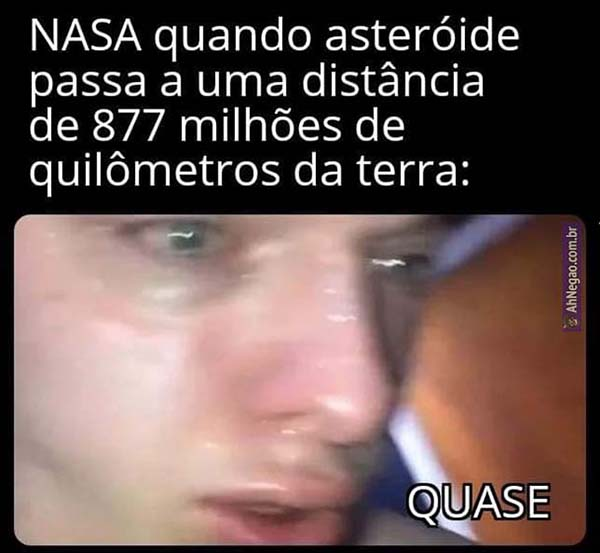 NASA quando asteróide
passa a uma distância
de 877 milhões de
quilômetros da terra:
AhNegao.com.br
QUASE